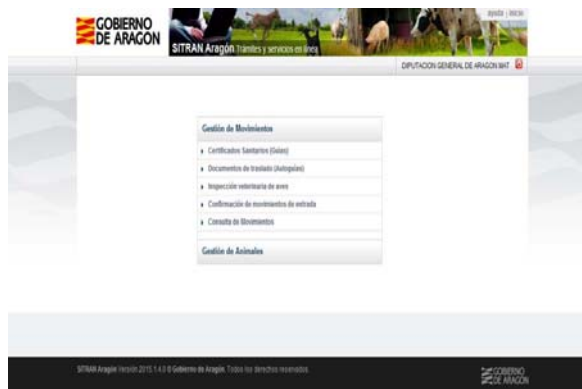 GOBIERNO
DE ARAGON
SITRAN Aragón Trámites y servicios en línea
ayuda | inicio
DIPUTACION GENERAL DE ARAGON MAT
Gestión de Movimientos
Certificados Sanitarios (Guías)
Documentos de traslado (Autoguías)
Inspección veterinaria de aves
Confirmación de movimientos de entrada
Consulta de Movimientos
Gestión de Animales
SITRAN Aragón Versión 2015.1.4.0 © Gobierno de Aragón. Todos los derechos reservados.
GOBIERNO
DE ARAGON